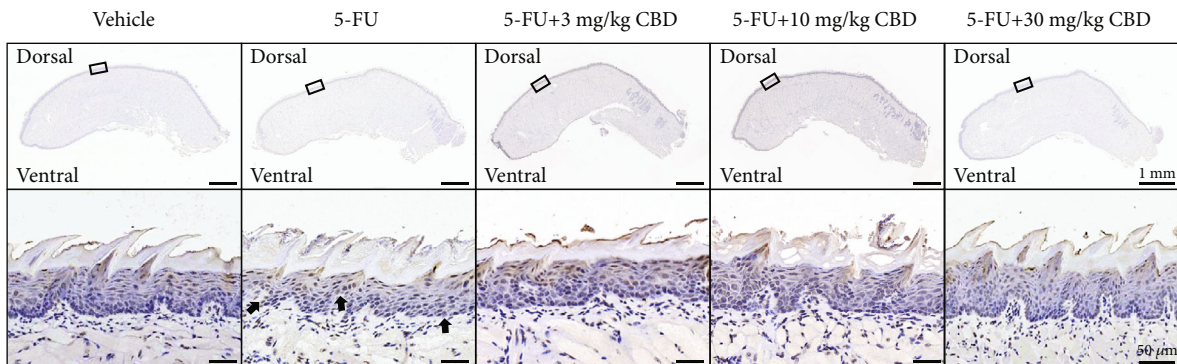 Vehicle
5-FU
5-FU+3 mg/kg CBD
5-FU+10 mg/kg CBD
5-FU+30 mg/kg CBD
Dorsal
Dorsal
Dorsal
Dorsal
Dorsal
Ventral
Ventral
Ventral
Ventral
Ventral
1 mm
50 μm